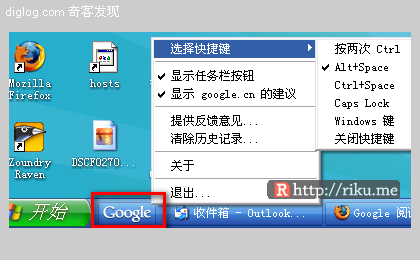 diglog.com 奇客发现
Mozilla
Firefox
hosts
Zoundry
Raven
DSCF0270...
选择快捷键
显示任务栏按钮
显示 google.cn 的建议
提供反馈意见...
清除历史记录...
关于
退出...
按两次 Ctrl
Alt+Space
Ctrl+Space
Caps Lock
Windows 键
关闭快捷键
R http://riku.me
开始
Google
收件箱 - Outlook...
Google 阅